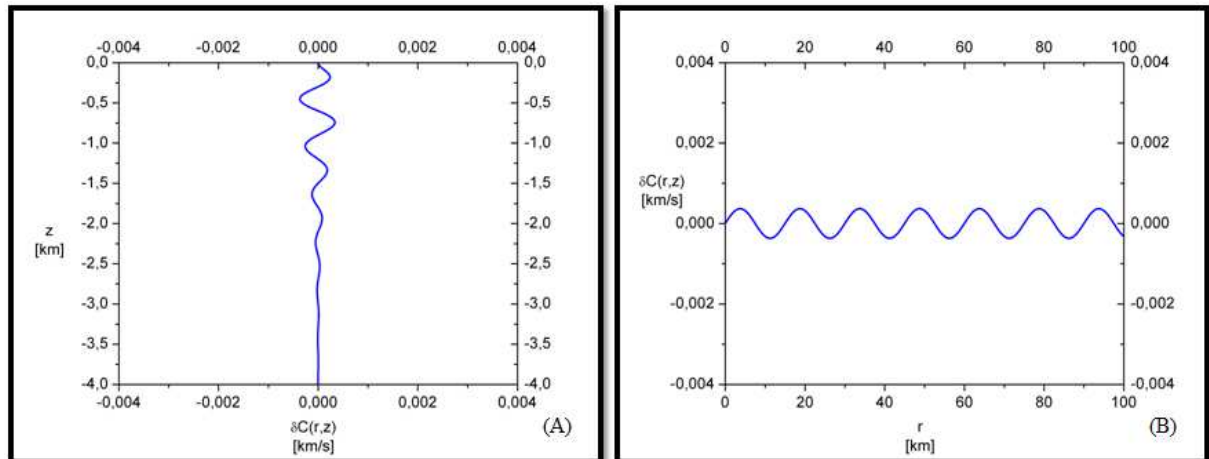 -0,004 -0,002 0,000 0,002 0,004
0,0 0,0
-0,5 -0,5
-1,0 -1,0
-1,5 -1,5
-2,0 -2,0
z
[km]
-2,5 -2,5
-3,0 -3,0
-3,5 -3,5
-4,0 -4,0
-0,004 -0,002 0,000 0,002 0,004
δC(r,z)
[km/s]
(A)
0 20 40 60 80 100
0,004 0,004
0,002 0,002
δC(r,z)
[km/s]
0,000 0,000
-0,002 -0,002
-0,004 -0,004
0 20 40 60 80 100
r
[km]
(B)